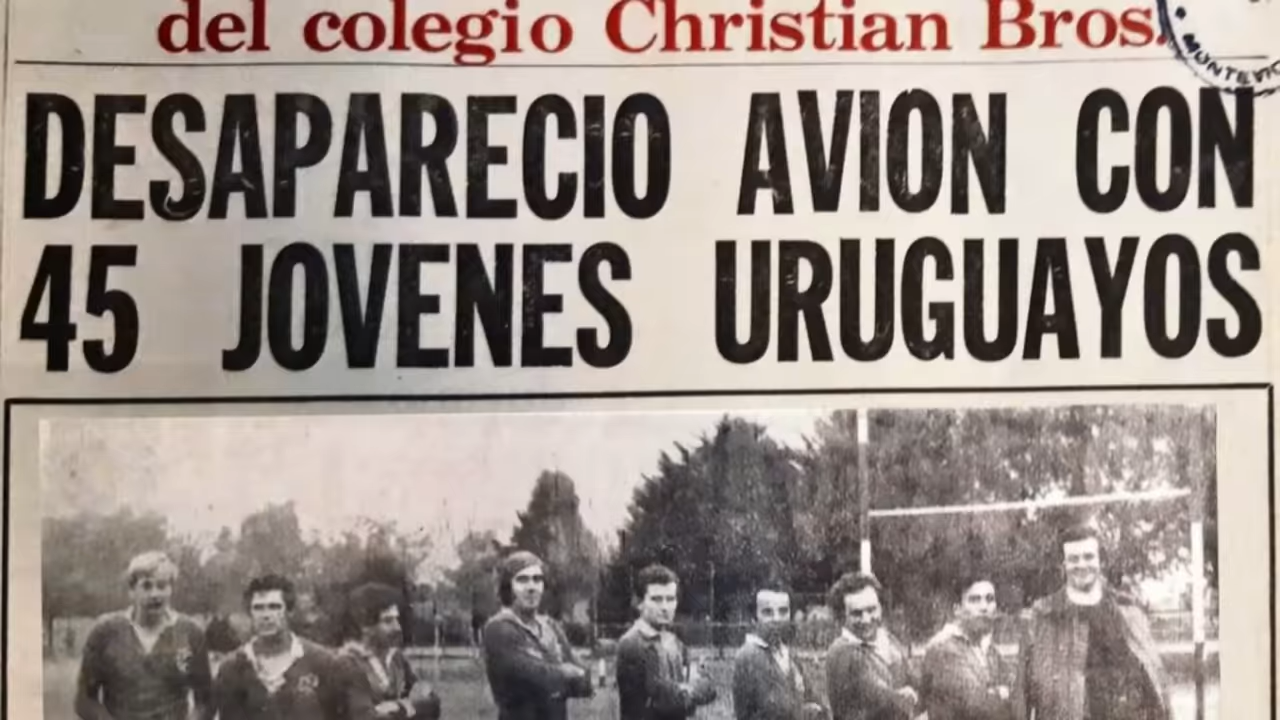 del colegio Christian Bros.
DESAPARECIO AVION CON
45 JOVENES URUGUAYOS